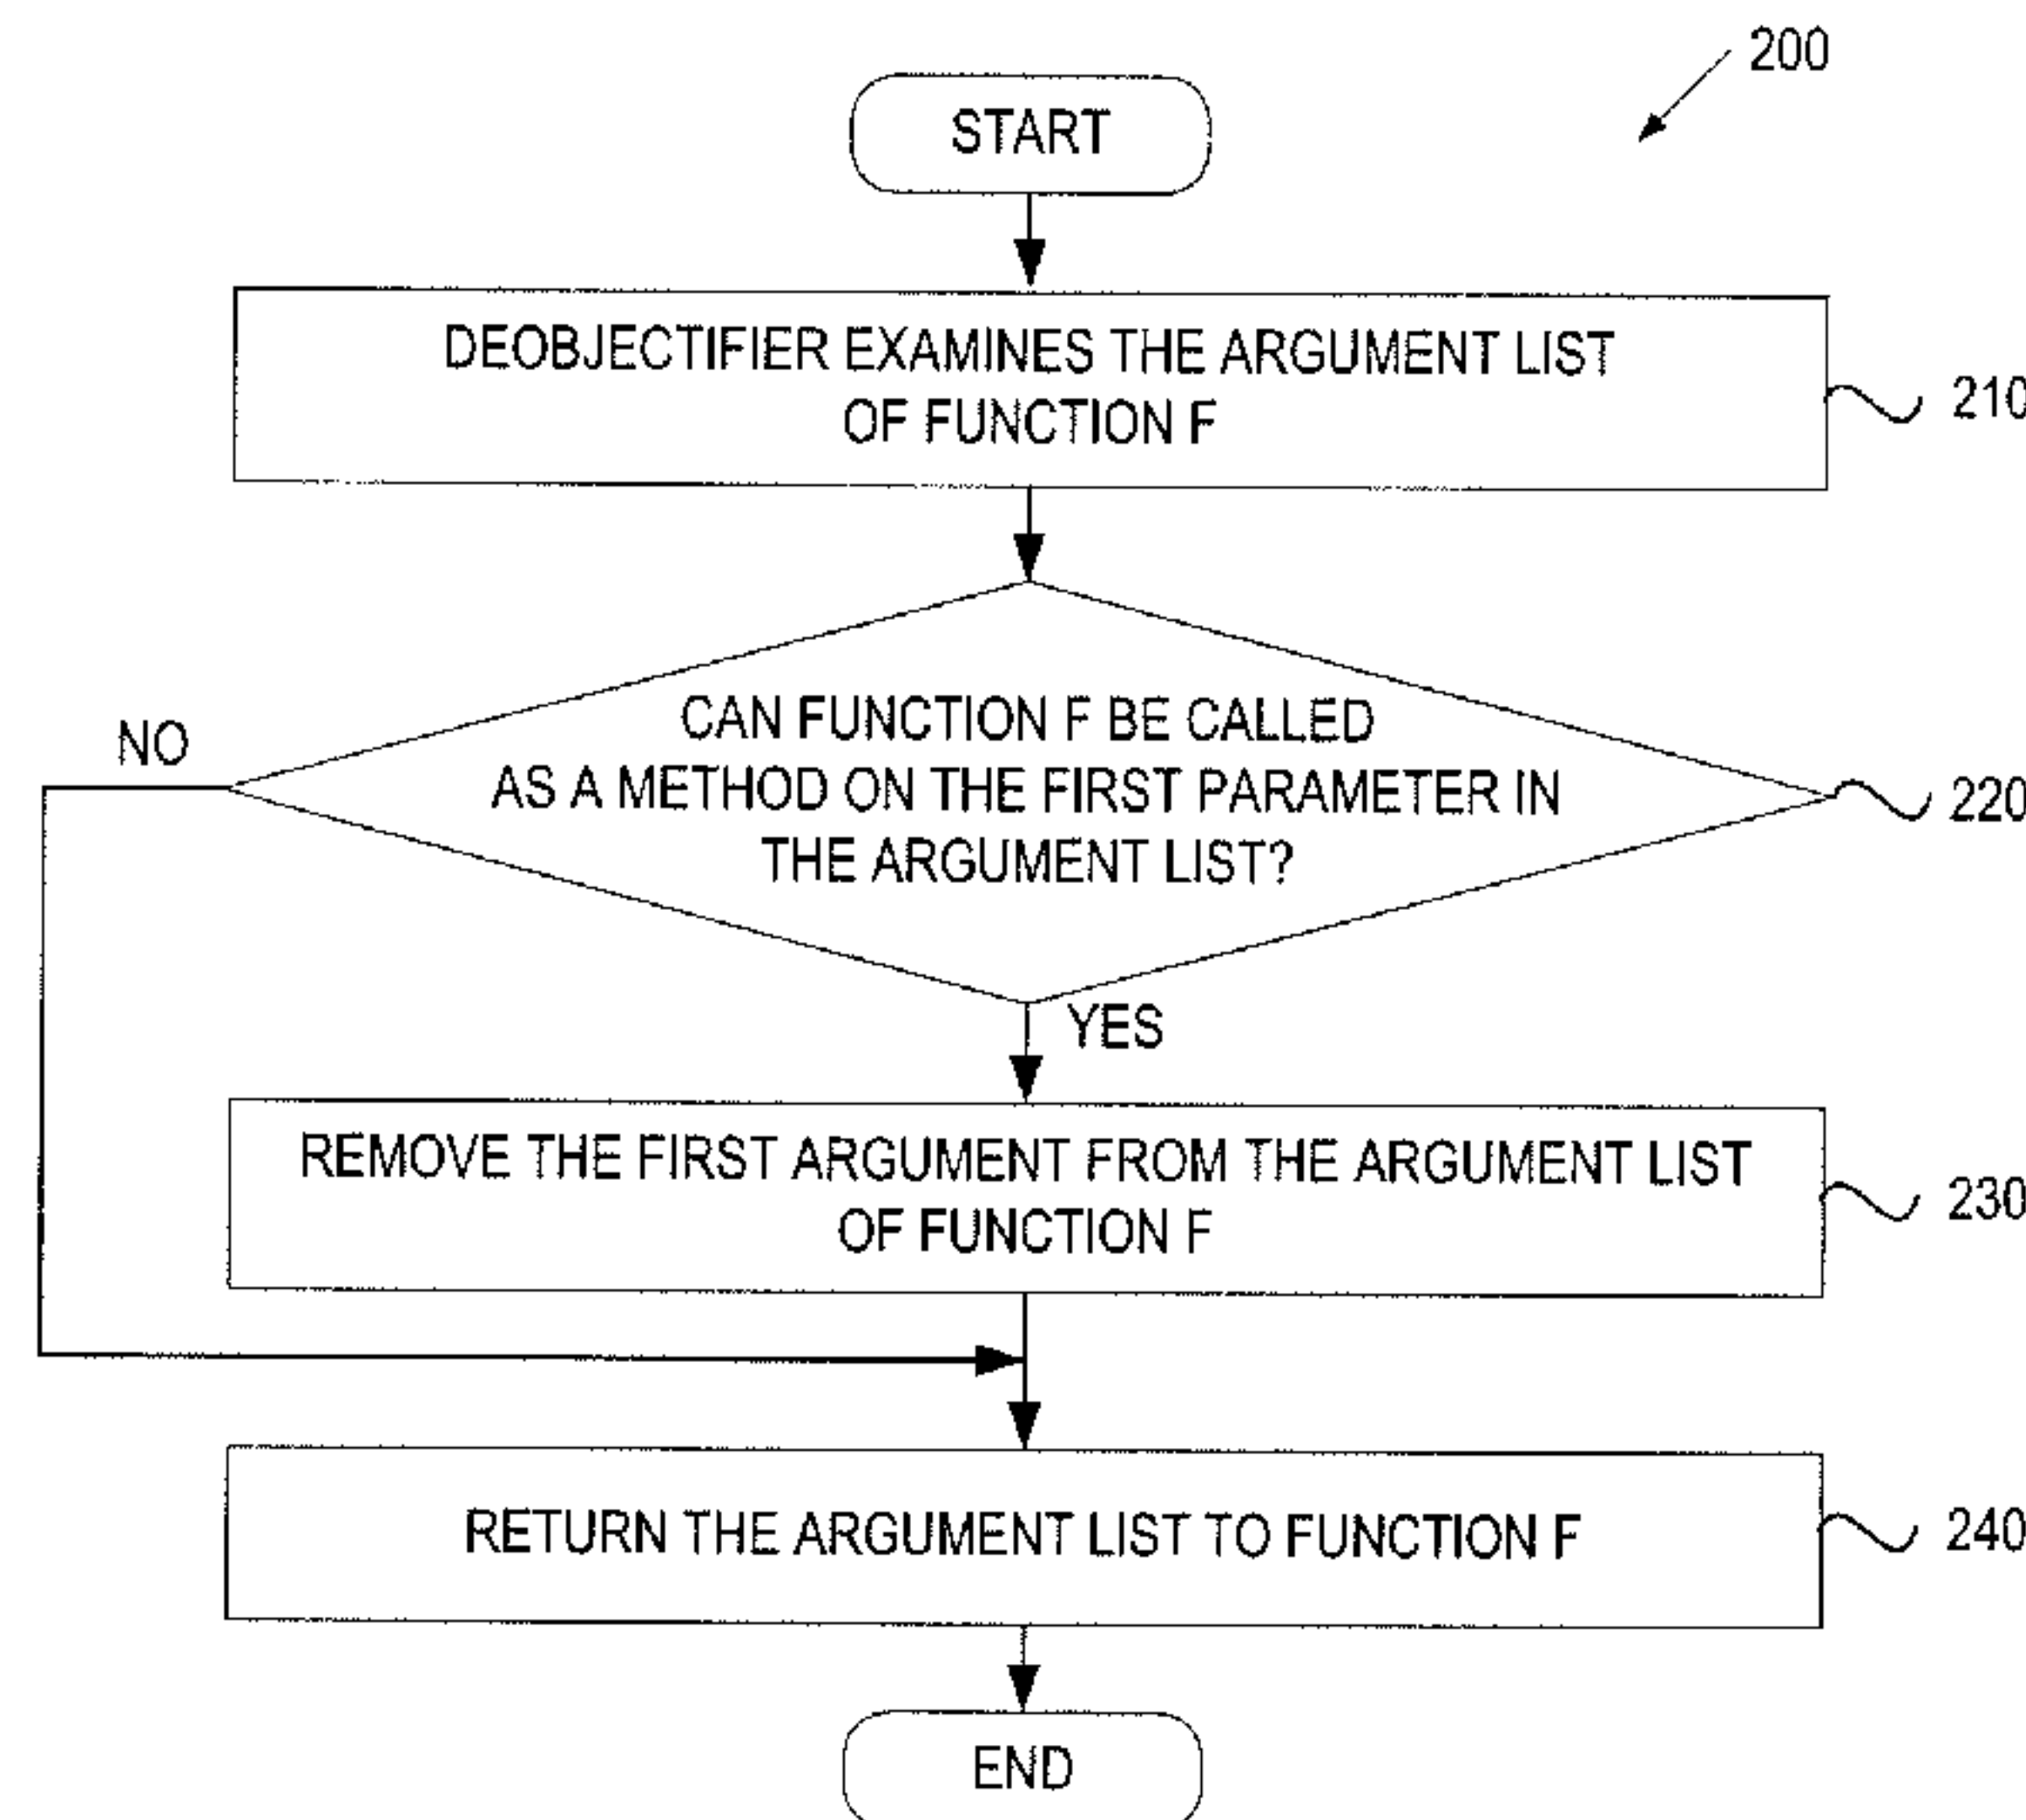 200
START
DEOBJECTIFIER EXAMINES THE ARGUMENT LIST
OF FUNCTION F
210
CAN FUNCTION F BE CALLED
AS A METHOD ON THE FIRST PARAMETER IN
THE ARGUMENT LIST?
220
NO
YES
REMOVE THE FIRST ARGUMENT FROM THE ARGUMENT LIST
OF FUNCTION F
230
RETURN THE ARGUMENT LIST TO FUNCTION F
240
END